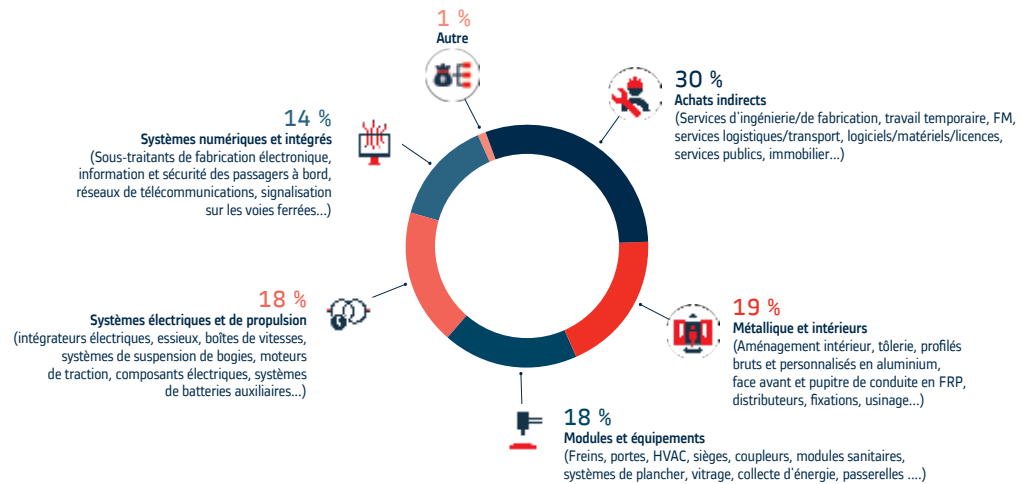 1 %
Autre
30 %
Achats indirects
(Services d'ingénierie/de fabrication, travail temporaire, FM,
services logistiques/transport, logiciels/matériels/licences,
services publics, immobilier...)
14 %
Systèmes numériques et intégrés
(Sous-traitants de fabrication électronique,
information et sécurité des passagers à bord,
réseaux de télécommunications, signalisation
sur les voies ferrées...)
18 %
Systèmes électriques et de propulsion
(intégrateurs électriques, essieux, boîtes de vitesses,
systèmes de suspension de bogies, moteurs
de traction, composants électriques, systèmes
de batteries auxiliaires...)
19 %
Métallique et intérieurs
(Aménagement intérieur, tôlerie, profilés
bruts et personnalisés en aluminium,
face avant et pupitre de conduite en FRP,
distributeurs, fixations, usinage...)
18 %
Modules et équipements
(Freins, portes, HVAC, sièges, coupleurs, modules sanitaires,
systèmes de plancher, vitrage, collecte d'énergie, passerelles ....)